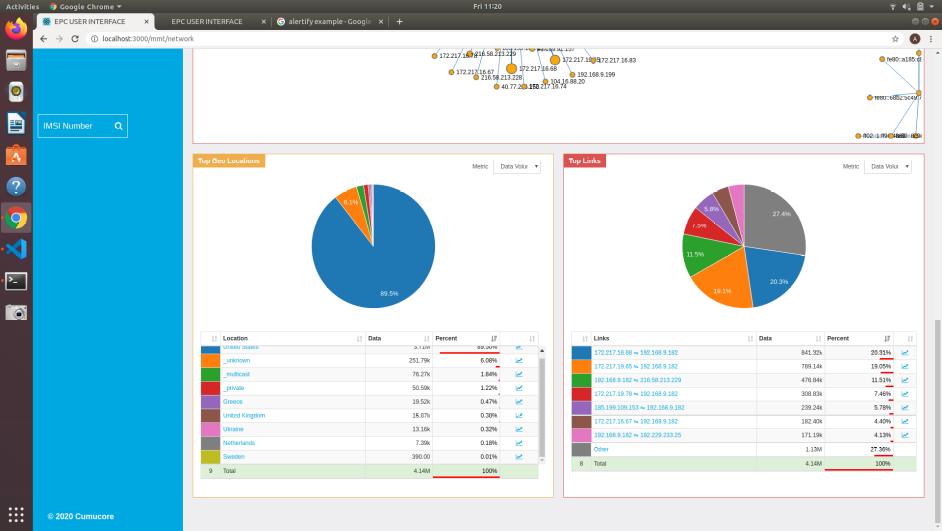 Activities Google Chrome Fri 11:20
EPC USER INTERFACE EPC USER INTERFACE alertify example - Google
localhost:3000/mmt/network
IMSI Number
172.217.16.78 216.58.213.229 172.217.16.83
172.217.16.67 172.217.16.68 192.168.9.199
216.58.213.228 104.16.88.20
172.217.16.74
Top Geo Locations
Metric Data Volur
89.5%
6.1%
Location Data Percent
United States 3.71M 89.50%
_unknown 251.79k 6.08%
_multicast 76.27k 1.84%
_private 50.59k 1.22%
Greece 19.52k 0.47%
United Kingdom 0.38%
Ukraine 13.16k 0.32%
Netherlands 7.39k 0.18%
Sweden 390.00 0.01%
9 Total 4.14M 100%
Top Links
Metric Data Volur
27.4%
20.3%
19.1%
11.5%
7.5%
5.8%
Links Data Percent
172.217.16.68 ⇋ 192.168.9.182 841.32k 20.31%
172.217.19.65 ⇋ 192.168.9.182 789.14k 19.05%
192.168.9.182 ⇋ 216.58.213.229 476.84k 11.51%
172.217.19.78 ⇋ 192.168.9.182 308.83k 7.46%
185.199.109.153 ⇋ 192.168.9.182 239.24k 5.78%
172.217.16.67 ⇋ 192.168.9.182 182.40k 4.40%
192.168.9.182 ⇋ 192.229.233.25 171.19k 4.13%
Other 1.13M 27.36%
8 Total 4.14M 100%
© 2020 Cumucore